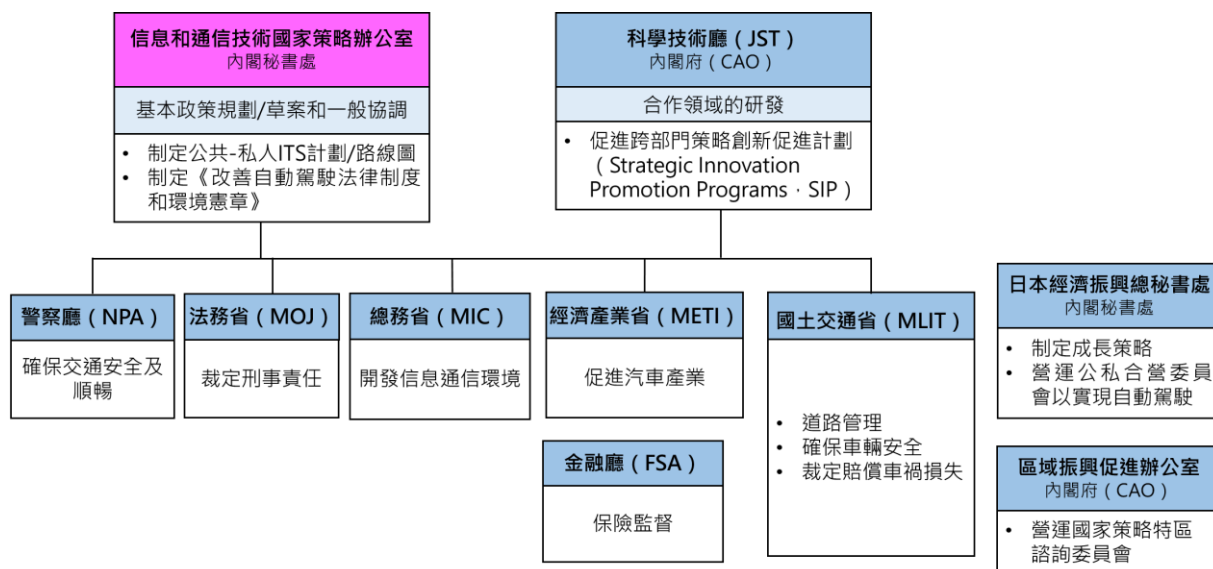 信息和通信技術國家策略辦公室
內閣秘書處
基本政策規劃/草案和一般協調
• 制定公共-私人ITS計劃/路線圖
• 制定《改善自動駕駛法律制度
和環境憲章》
科學技術廳（JST）
內閣府（CAO）
合作領域的研發
• 促進跨部門策略創新促進計劃
（Strategic Innovation
Promotion Programs，SIP）
警察廳（NPA）
確保交通安全及
順暢
法務省（MOJ）
裁定刑事責任
總務省（MIC）
開發信息通信環境
經濟產業省（METI）
促進汽車產業
國土交通省（MLIT）
• 道路管理
• 確保車輛安全
• 裁定賠償車禍損失
金融廳（FSA）
保險監督
日本經濟振興總秘書處
內閣秘書處
• 制定成長策略
• 營運公私合營委員
會以實現自動駕駛
區域振興促進辦公室
內閣府（CAO）
• 營運國家策略特區
諮詢委員會